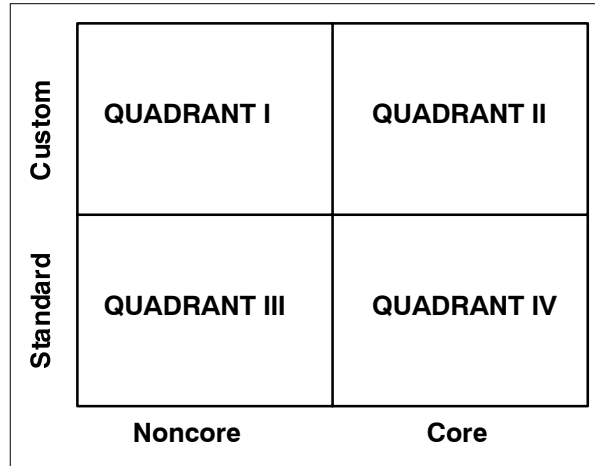 Custom
QUADRANT I
QUADRANT II
Standard
QUADRANT III
QUADRANT IV
Noncore
Core